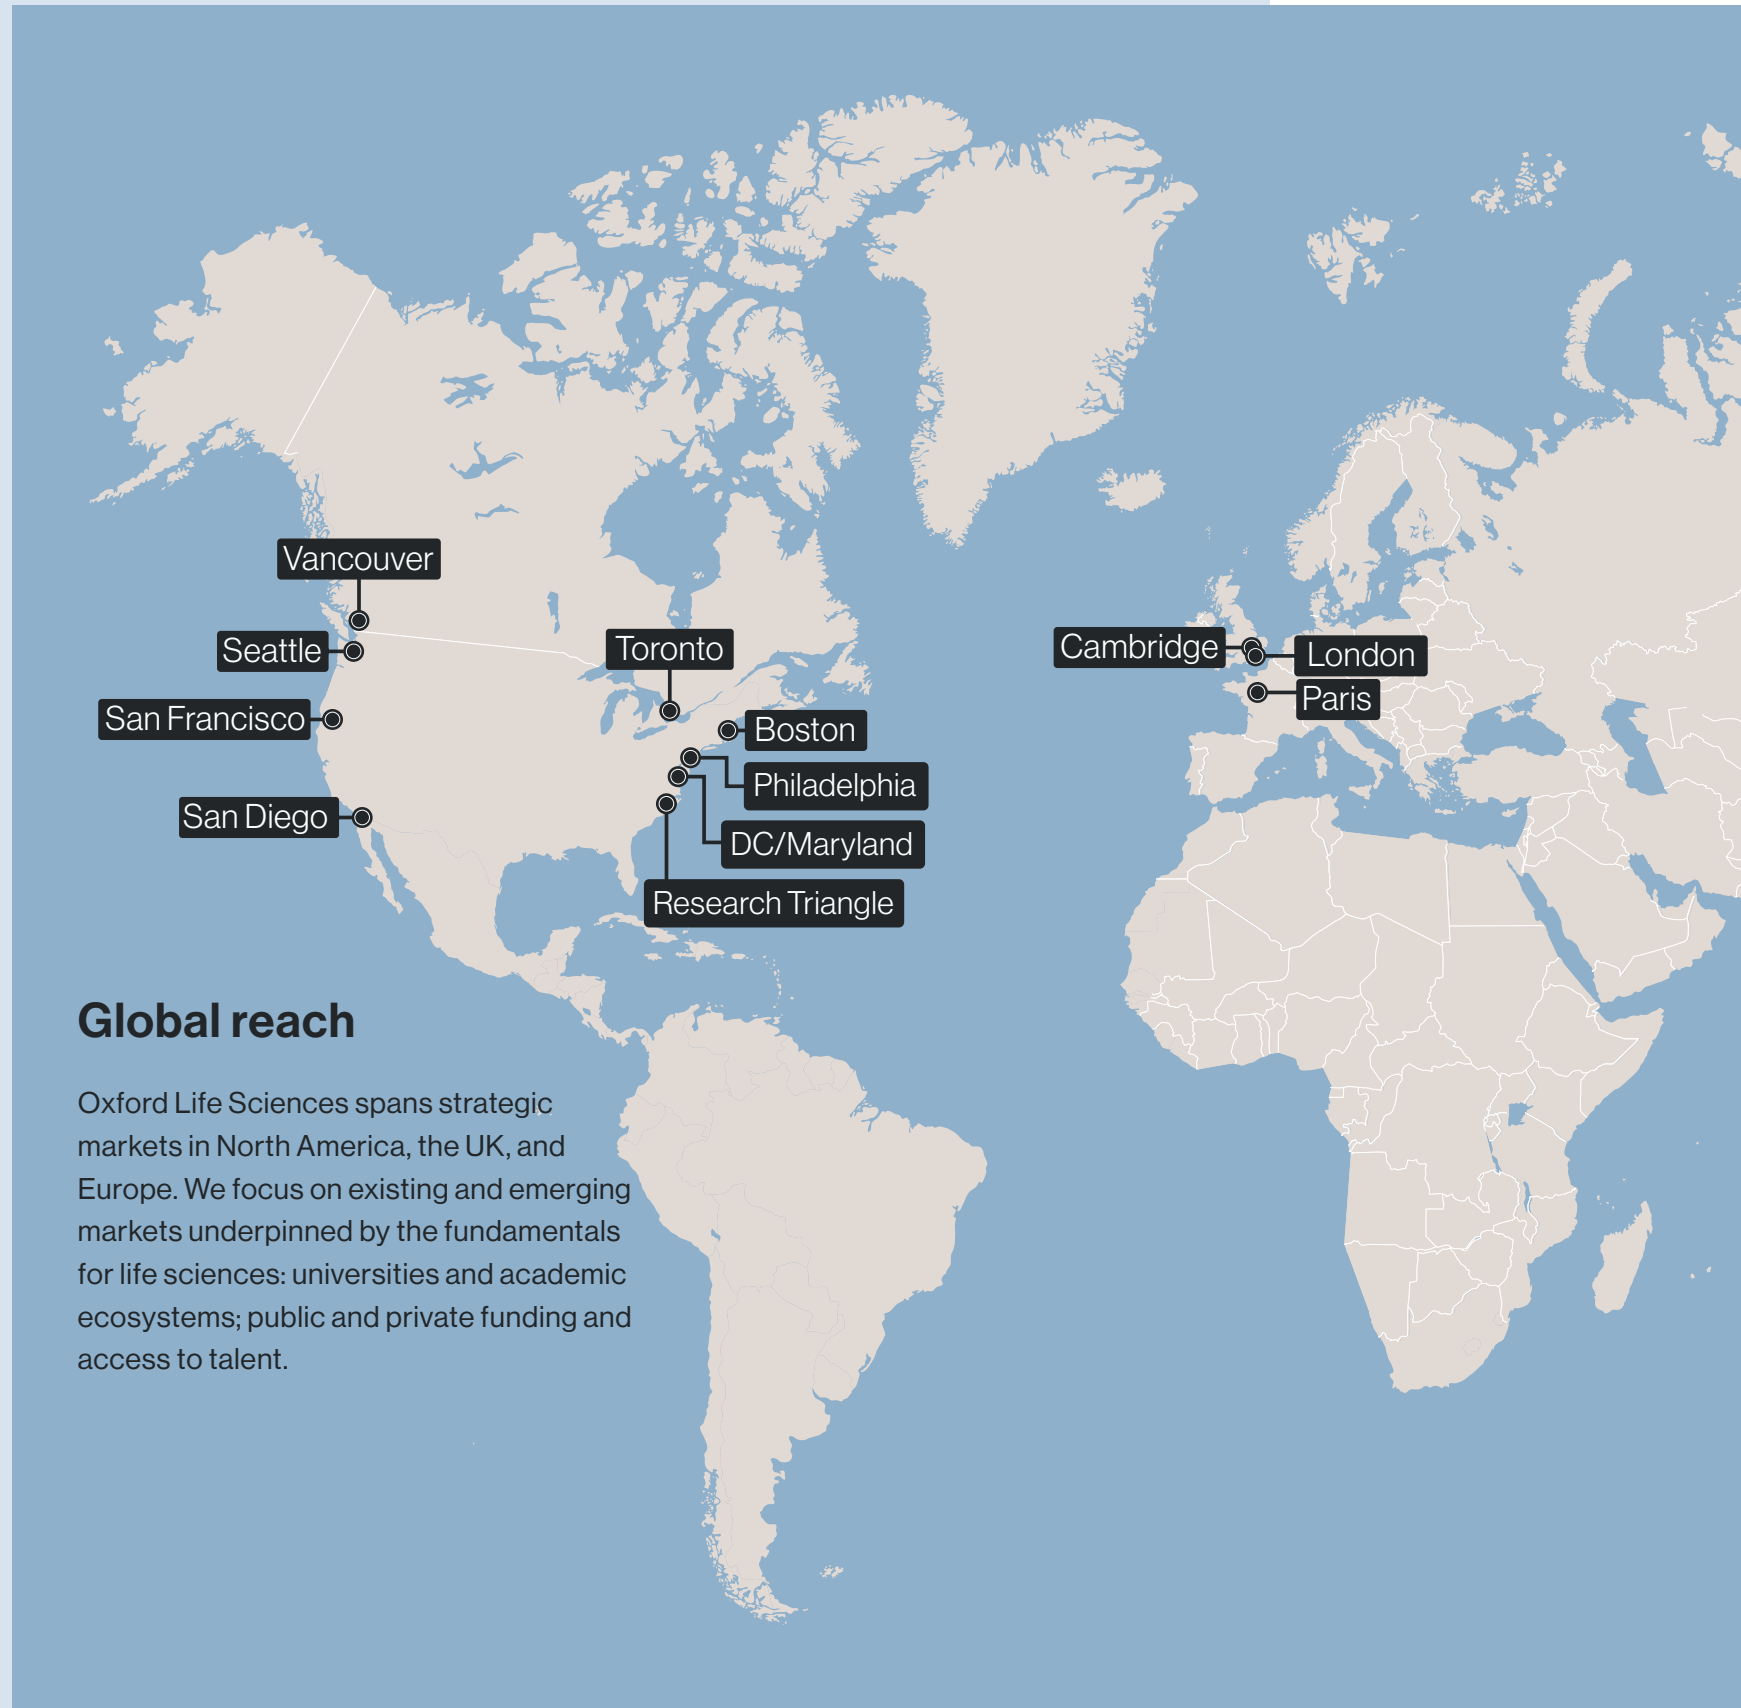 Vancouver
Seattle
Toronto
San Francisco
Boston
Philadelphia
San Diego
DC/Maryland
Research Triangle
Cambridge
London
Paris
Global reach
Oxford Life Sciences spans strategic
markets in North America, the UK, and
Europe. We focus on existing and emerging
markets underpinned by the fundamentals
for life sciences: universities and academic
ecosystems; public and private funding and
access to talent.